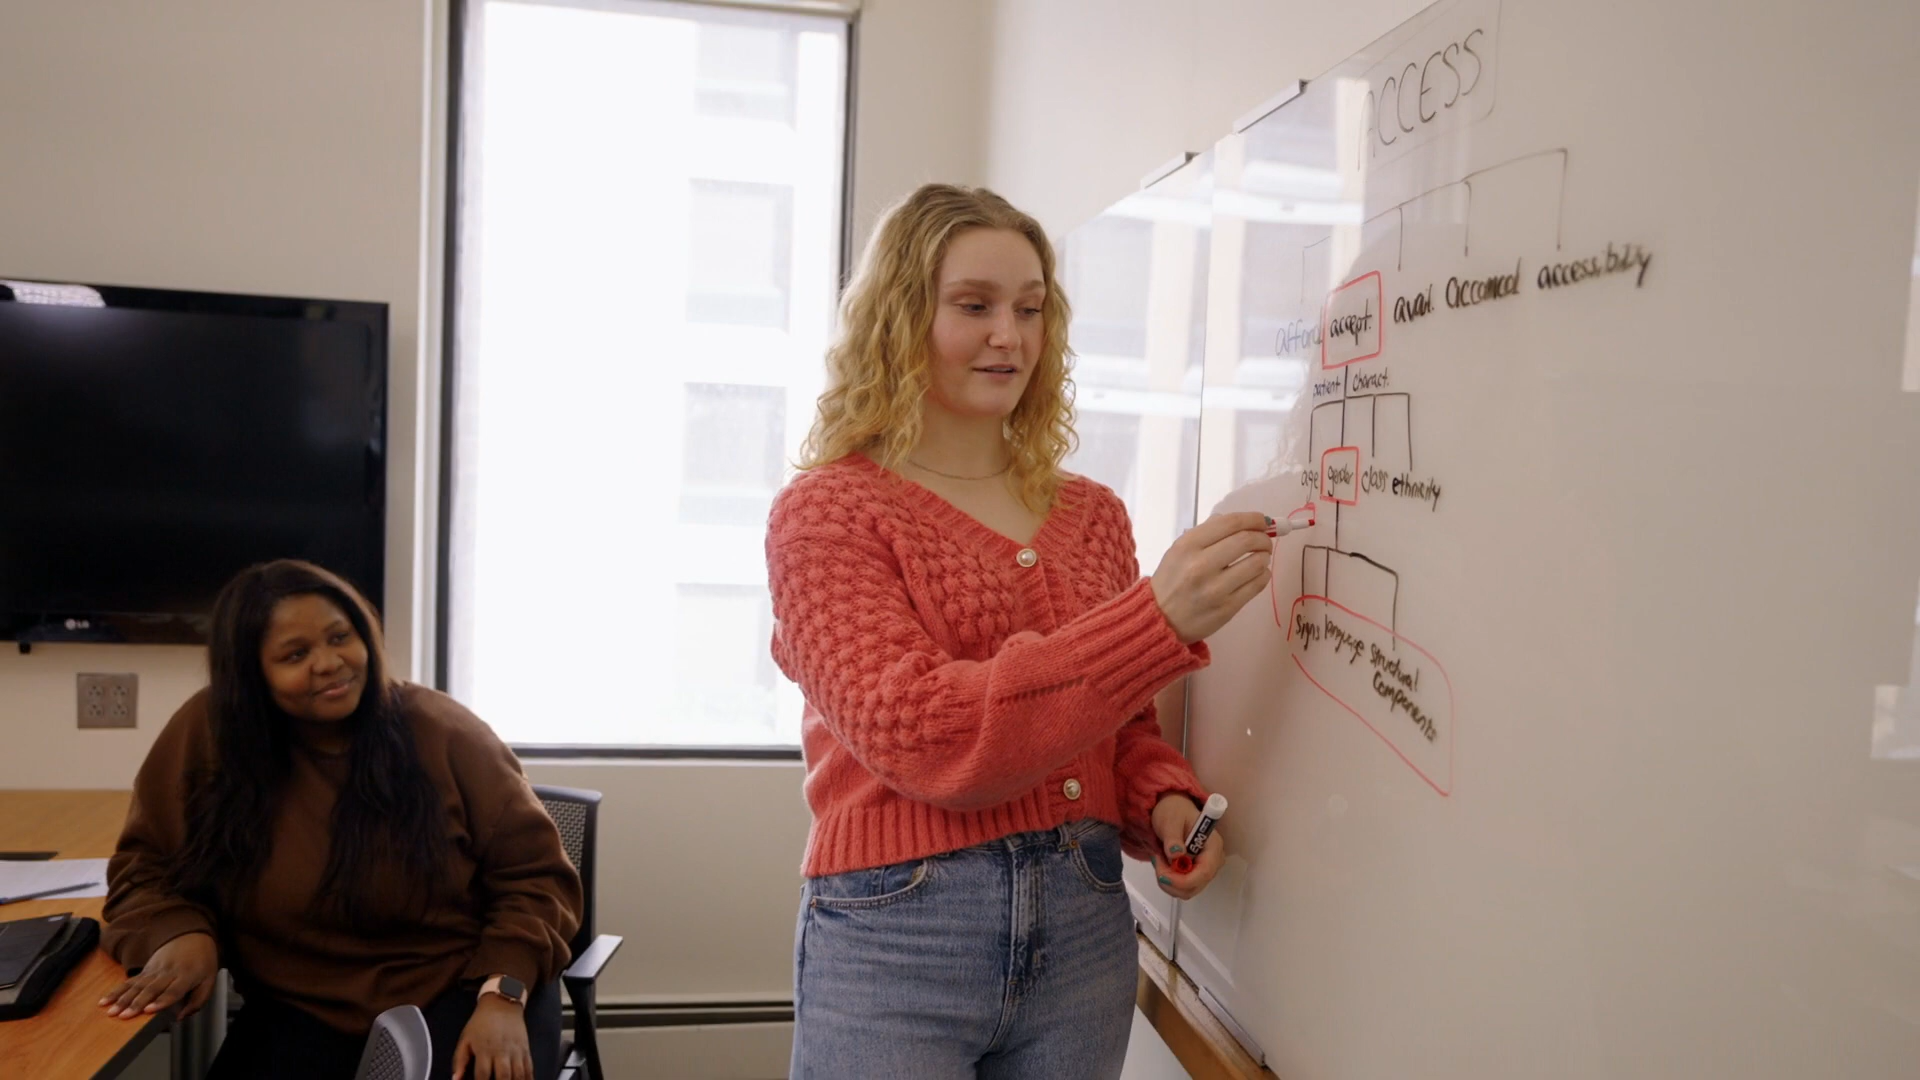 ACCESS
afford. accept. avail. accomod accessibility
patient charact.
age gender class ethnicity
signs language structural
components
LG
EXPO